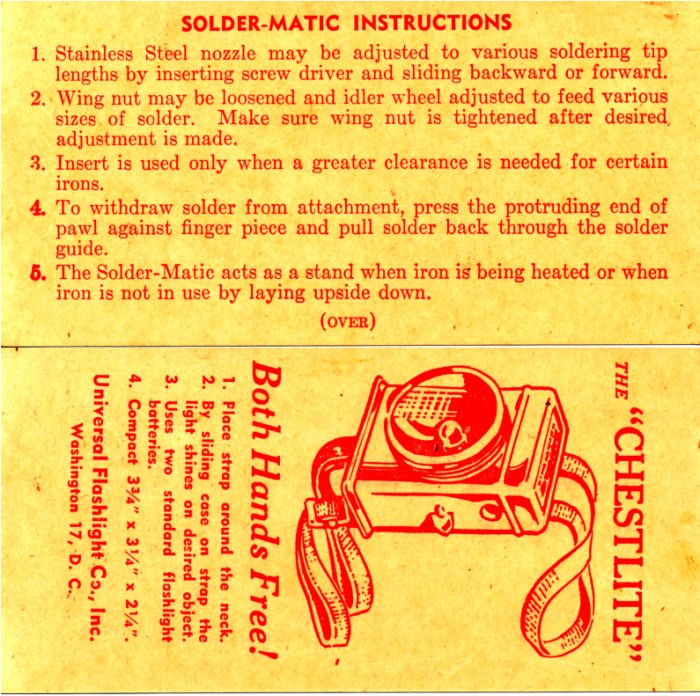 SOLDER-MATIC INSTRUCTIONS
1. Stainless Steel nozzle may be adjusted to various soldering tip
lengths by inserting screw driver and sliding backward or forward.
2. Wing nut may be loosened and idler wheel adjusted to feed various
sizes of solder. Make sure wing nut is tightened after desired
adjustment is made.
3. Insert is used only when a greater clearance is needed for certain
irons.
4. To withdraw solder from attachment, press the protruding end of
pawl against finger piece and pull solder back through the solder
guide.
5. The Solder-Matic acts as a stand when iron is being heated or when
iron is not in use by laying upside down.
(OVER)
THE "CHESTLITE"
Both Hands Free!
1. Place strap around the neck.
2. By sliding case on strap the
light shines on desired object.
3. Uses two standard flashlight
batteries.
4. Compact 3¾" x 3¼" x 2¼".
Universal Flashlight Co., Inc.
Washington 17, D. C.